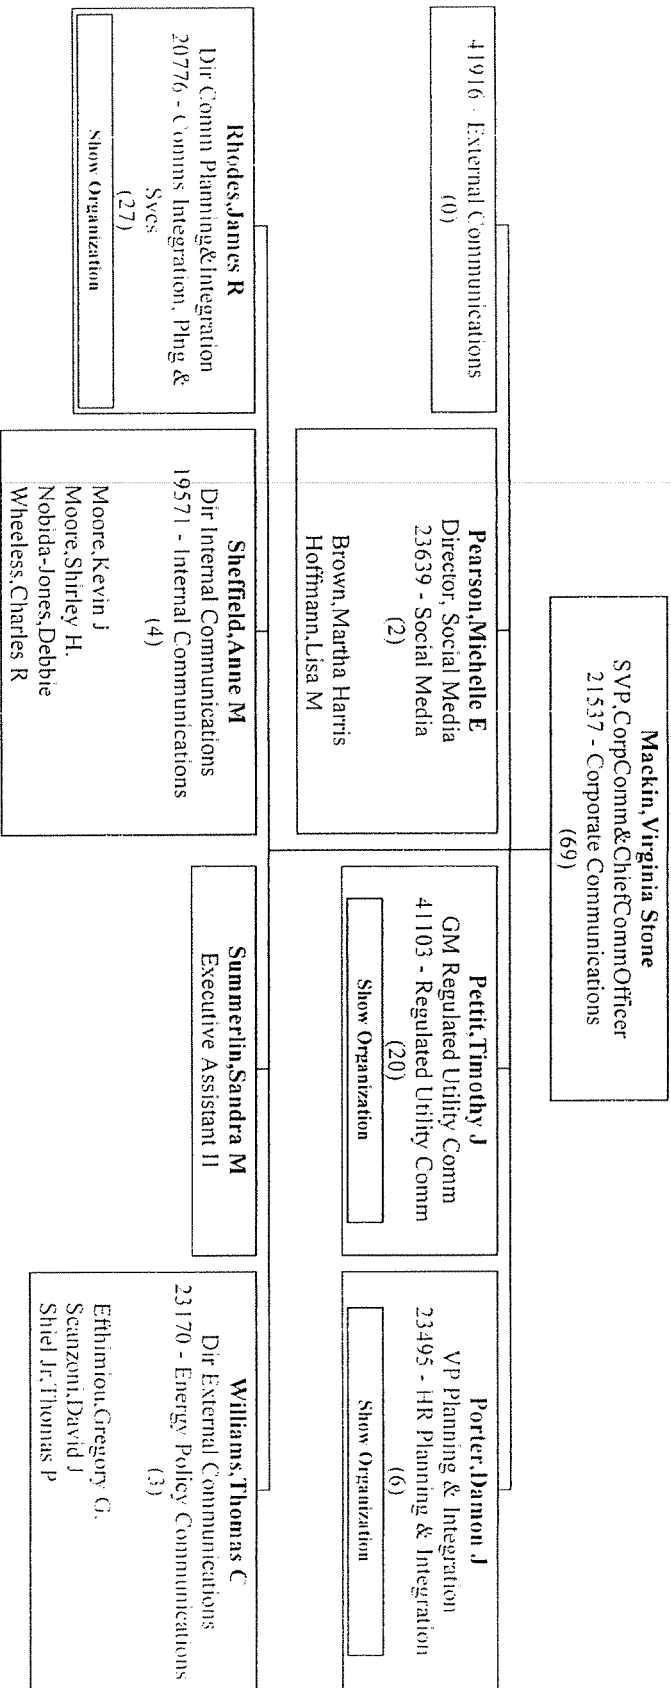 Mackin,Virginia Stone
SVP,CorpComm&ChiefCommOfficer
21537 - Corporate Communications
(69)
41916 - External Communications
(0)
Pearson,Michelle E
Director, Social Media
23639 - Social Media
(2)
Brown,Martha Harris
Hoffmann,Lisa M
Pettit,Timothy J
GM Regulated Utility Comm
41103 - Regulated Utility Comm
(20)
Show Organization
Porter,Damon J
VP Planning & Integration
23495 - HR Planning & Integration
(6)
Show Organization
Rhodes,James R
Dir Comm Planning&Integration
20776 - Comms Integration, Plng &
Svcs
(27)
Show Organization
Sheffield,Anne M
Dir Internal Communications
19571 - Internal Communications
(4)
Moore,Kevin J
Moore,Shirley H.
Nobida-Jones,Debbie
Wheeless,Charles R
Summerlin,Sandra M
Executive Assistant II
Williams,Thomas C
Dir External Communications
23170 - Energy Policy Communications
(3)
Efthimiou,Gregory G.
Scanzoni,David J
Shiel Jr,Thomas P